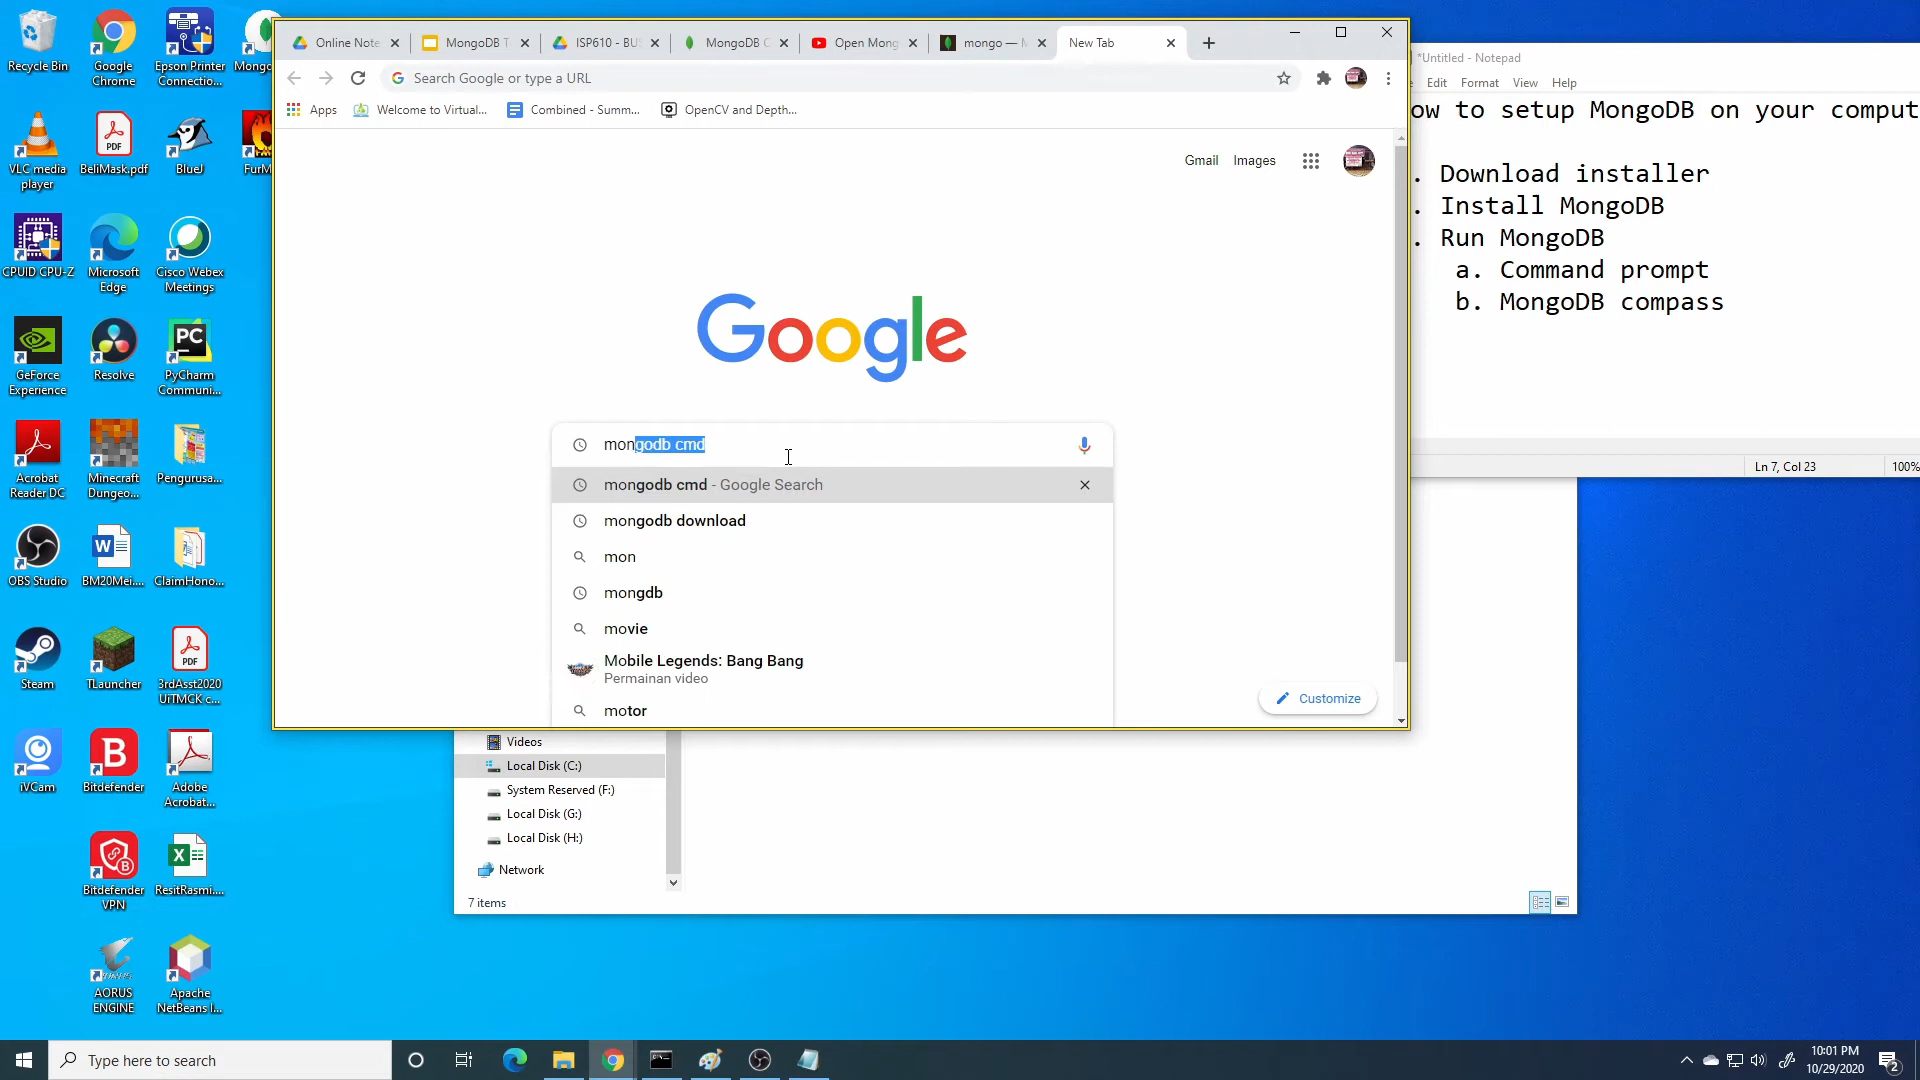 Recycle Bin
Google Chrome
Epson Printer Connectio...
Mongo
VLC media player
BeliMask.pdf
BlueJ
FurM
CPUID CPU-Z
Microsoft Edge
Cisco Webex Meetings
GeForce Experience
Resolve
PyCharm Communi...
Acrobat Reader DC
Minecraft Dungeo...
Pengurusa...
OBS Studio
BM20Mei....
ClaimHono...
Steam
TLauncher
3rdAsst2020 UiTMCK c...
iVCam
Bitdefender
Adobe Acrobat...
Bitdefender VPN
ResitRasmi....
AORUS ENGINE
Apache NetBeans I...
Online Note
MongoDB T
ISP610 - BU
MongoDB C
Open Mong
mongo — M
New Tab
Search Google or type a URL
Apps
Welcome to Virtual...
Combined - Summ...
OpenCV and Depth...
Gmail
Images
Google
mongodb cmd
mongodb cmd - Google Search
mongodb download
mon
mongdb
movie
Mobile Legends: Bang Bang
Permainan video
motor
Customize
*Untitled - Notepad
Edit
Format
View
Help
ow to setup MongoDB on your comput
. Download installer
. Install MongoDB
. Run MongoDB
a. Command prompt
b. MongoDB compass
Ln 7, Col 23
100%
Videos
Local Disk (C:)
System Reserved (F:)
Local Disk (G:)
Local Disk (H:)
Network
7 items
Type here to search
10:01 PM
10/29/2020
2